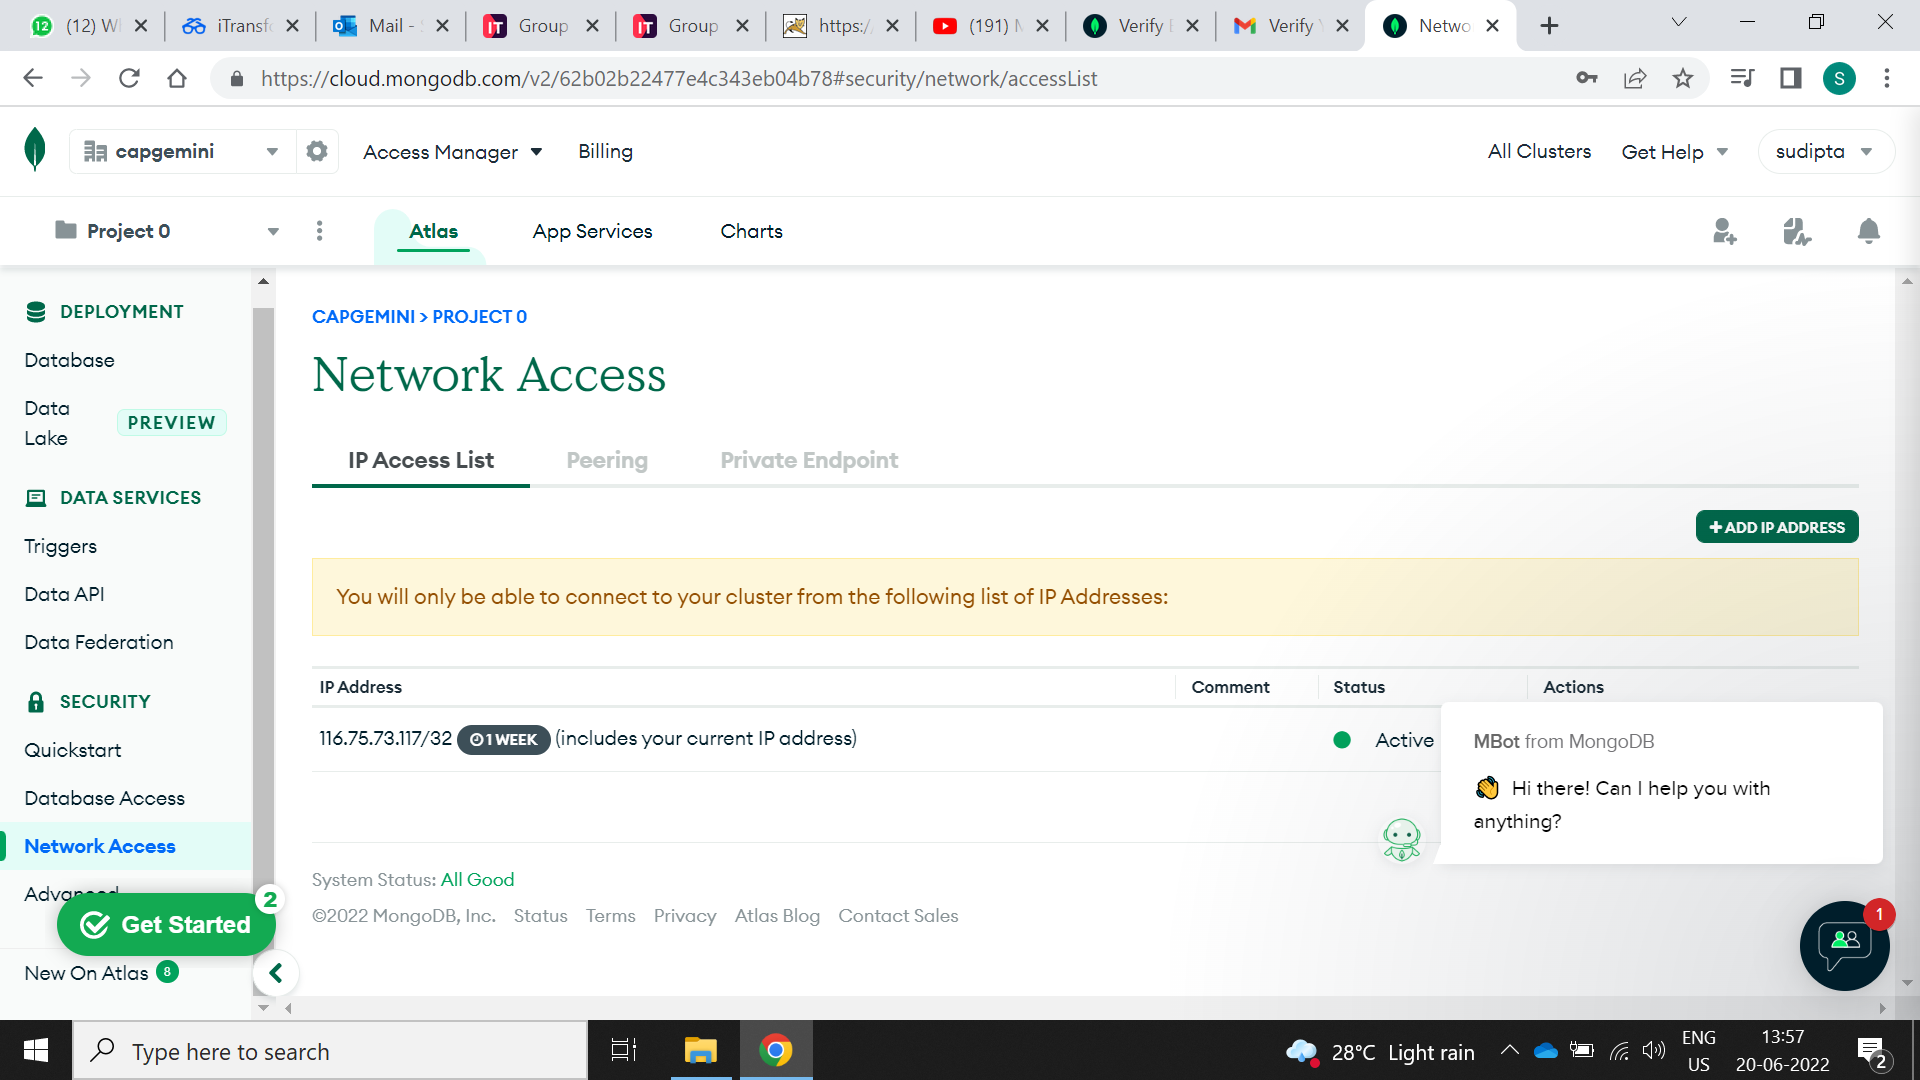 12
(12) W
iTransf
Mail -
IT
Group
IT
Group
https:/
(191) M
Verify
Verify
Netwo
https://cloud.mongodb.com/v2/62b02b22477e4c343eb04b78#security/network/accessList
S
capgemini
Access Manager
Billing
All Clusters
Get Help
sudipta
Project 0
Atlas
App Services
Charts
DEPLOYMENT
Database
Data Lake
PREVIEW
DATA SERVICES
Triggers
Data API
Data Federation
SECURITY
Quickstart
Database Access
Network Access
Advanced
Get Started
2
New On Atlas
8
CAPGEMINI > PROJECT 0
Network Access
IP Access List
Peering
Private Endpoint
+ ADD IP ADDRESS
You will only be able to connect to your cluster from the following list of IP Addresses:
IP Address
Comment
Status
Actions
116.75.73.117/32
1 WEEK
(includes your current IP address)
Active
MBot from MongoDB
Hi there! Can I help you with
anything?
System Status: All Good
©2022 MongoDB, Inc.
Status
Terms
Privacy
Atlas Blog
Contact Sales
1
Type here to search
28°C Light rain
ENG
US
13:57
20-06-2022
2